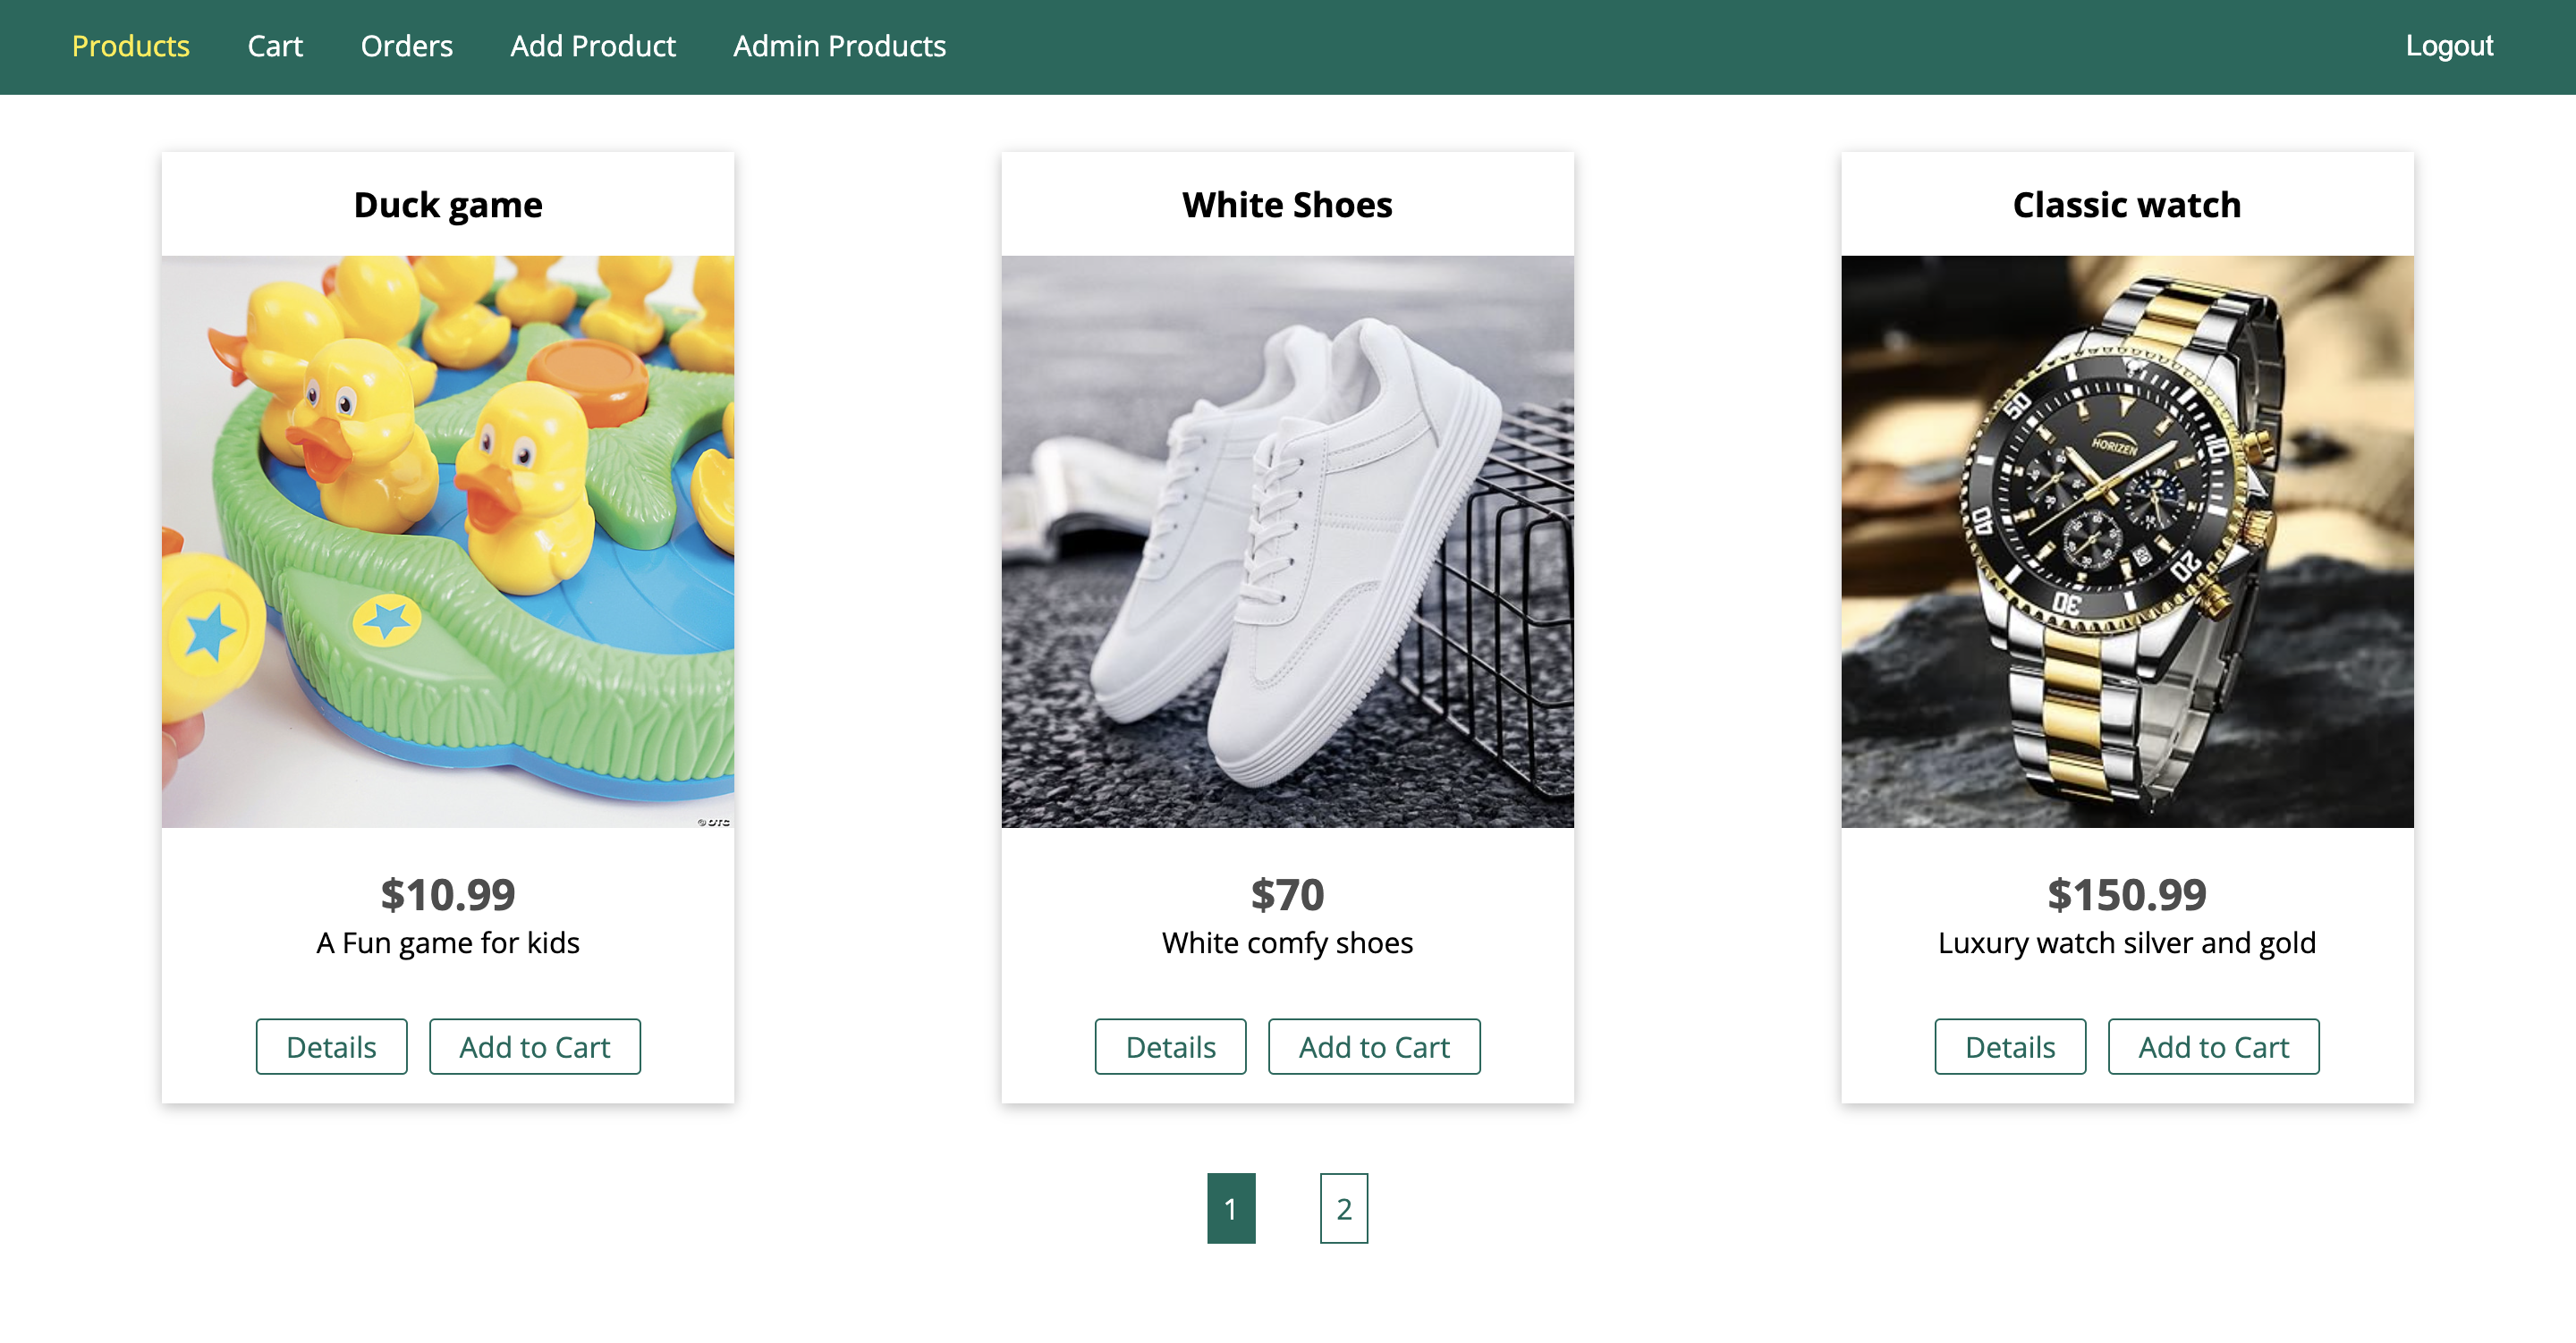 Products Cart Orders Add Product Admin Products Logout
Duck game
White Shoes
Classic watch
50
10
HORIZEN
40
20
30
$10.99
A Fun game for kids
Details Add to Cart
$70
White comfy shoes
Details Add to Cart
$150.99
Luxury watch silver and gold
Details Add to Cart
1 2